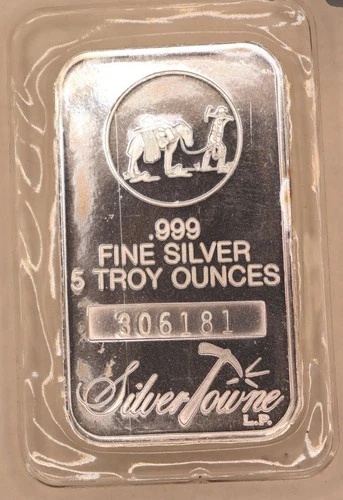 .999
FINE SILVER
5 TROY OUNCES
306181
SilverTowne
L.P.